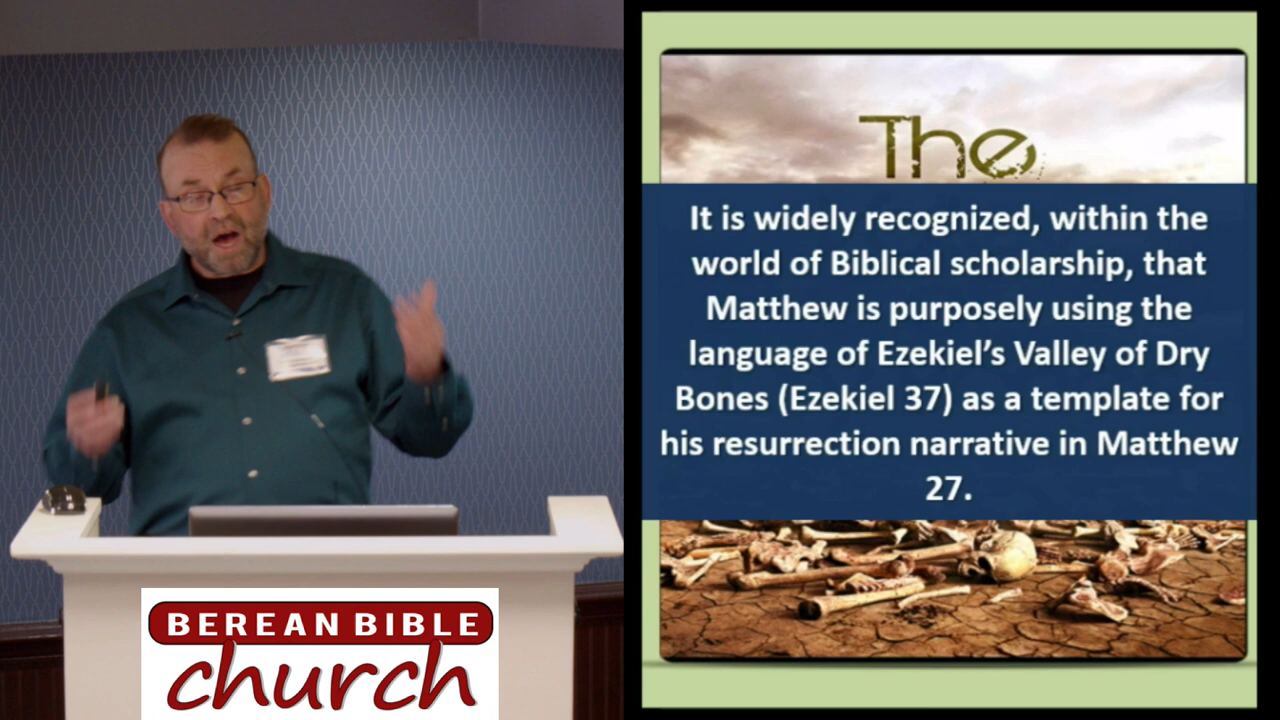 The
It is widely recognized, within the
world of Biblical scholarship, that
Matthew is purposely using the
language of Ezekiel’s Valley of Dry
Bones (Ezekiel 37) as a template for
his resurrection narrative in Matthew
27.
BEREAN BIBLE
church